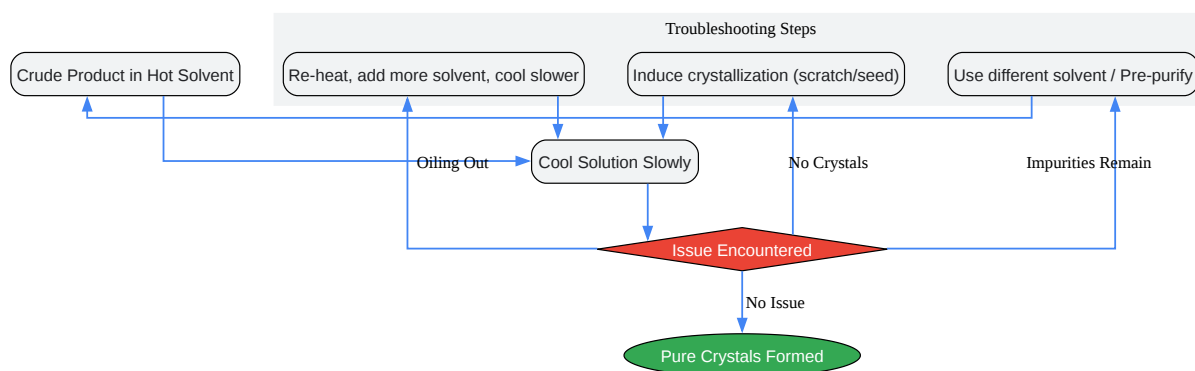 Troubleshooting Steps
Crude Product in Hot Solvent
Re-heat, add more solvent, cool slower
Induce crystallization (scratch/seed)
Use different solvent / Pre-purify
Oiling Out
Cool Solution Slowly
No Crystals
Impurities Remain
Issue Encountered
No Issue
Pure Crystals Formed